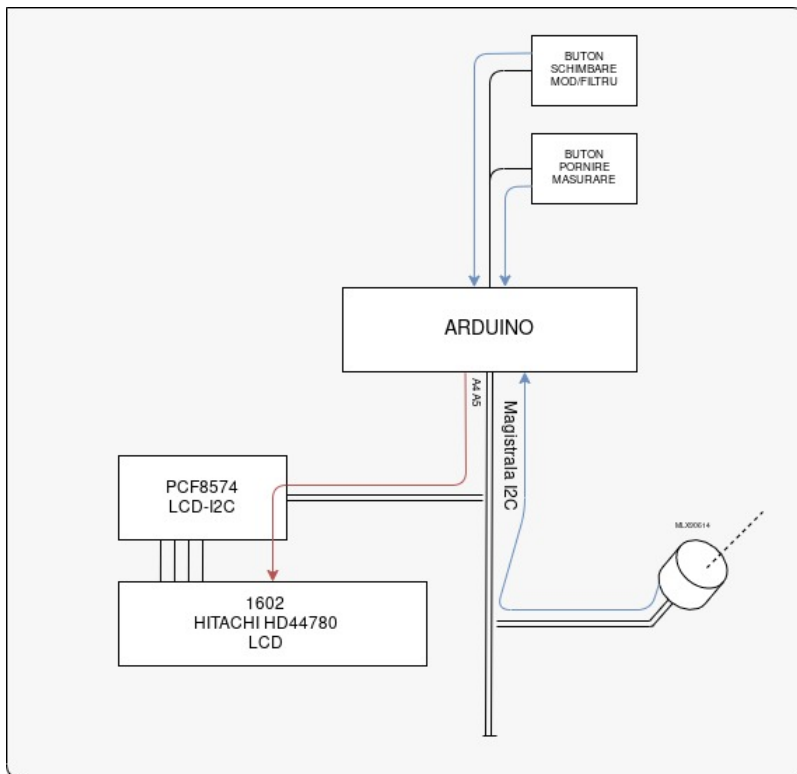 BUTON
SCHIMBARE
MOD/FILTRU
BUTON
PORNIRE
MASURARE
ARDUINO
A4 A5
Magistrala I2C
PCF8574
LCD-I2C
MLX90614
1602
HITACHI HD44780
LCD